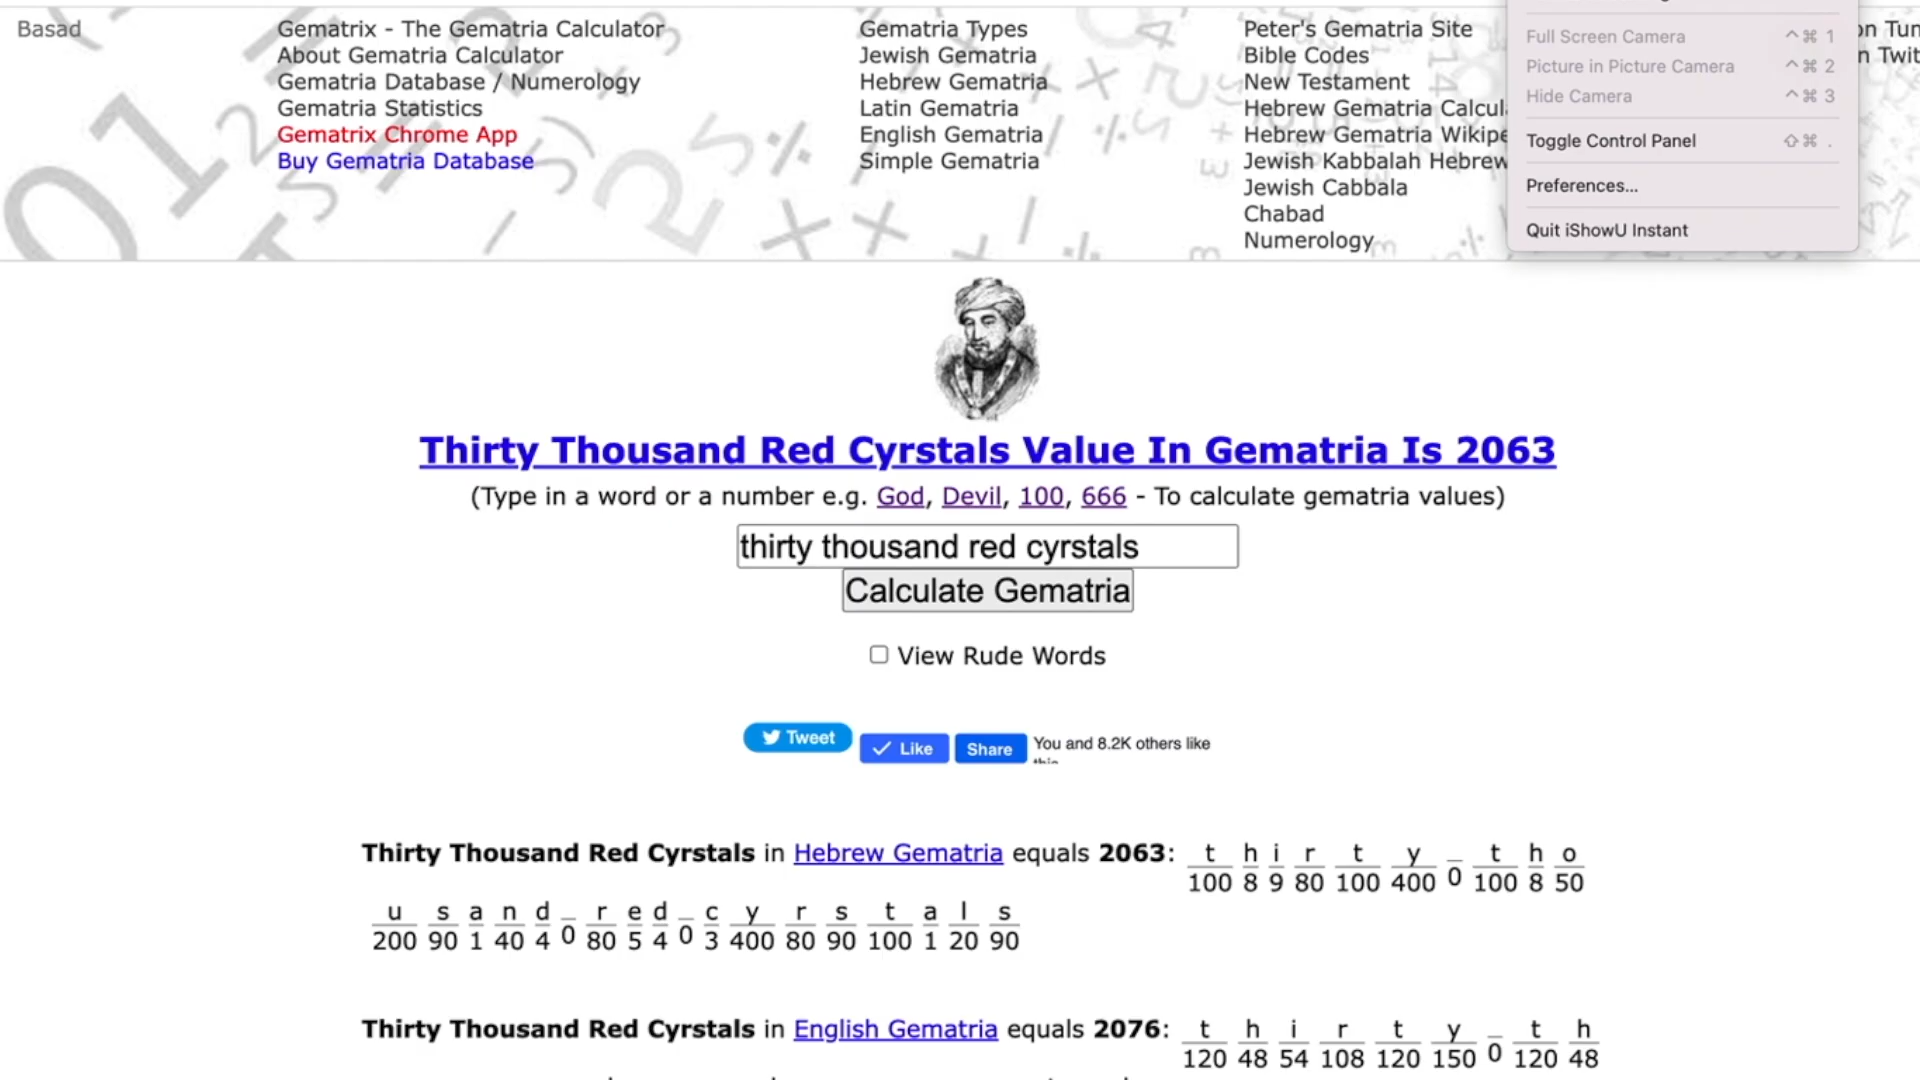 Basad
Gematrix - The Gematria Calculator
About Gematria Calculator
Gematria Database / Numerology
Gematria Statistics
Gematrix Chrome App
Buy Gematria Database
Gematria Types
Jewish Gematria
Hebrew Gematria
Latin Gematria
English Gematria
Simple Gematria
Peter's Gematria Site
Bible Codes
New Testament
Hebrew Gematria Calcul
Hebrew Gematria Wikipe
Jewish Kabbalah Hebrew
Jewish Cabbala
Chabad
Numerology
Full Screen Camera ^⌘ 1
Picture in Picture Camera ^⌘ 2
Hide Camera ^⌘ 3
Toggle Control Panel ⇧⌘ .
Preferences...
Quit iShowU Instant
on Tun
n Twit
Thirty Thousand Red Cyrstals Value In Gematria Is 2063
(Type in a word or a number e.g. God, Devil, 100, 666 - To calculate gematria values)
thirty thousand red cyrstals
Calculate Gematria
View Rude Words
Tweet
Like
Share
You and 8.2K others like
this.
Thirty Thousand Red Cyrstals in Hebrew Gematria equals 2063: t h i r t y _ t h o
100 8 9 80 100 400 0 100 8 50
u s a n d _ r e d _ c y r s t a l s
200 90 1 40 4 0 80 5 4 0 3 400 80 90 100 1 20 90
Thirty Thousand Red Cyrstals in English Gematria equals 2076: t h i r t y _ t h
120 48 54 108 120 150 0 120 48